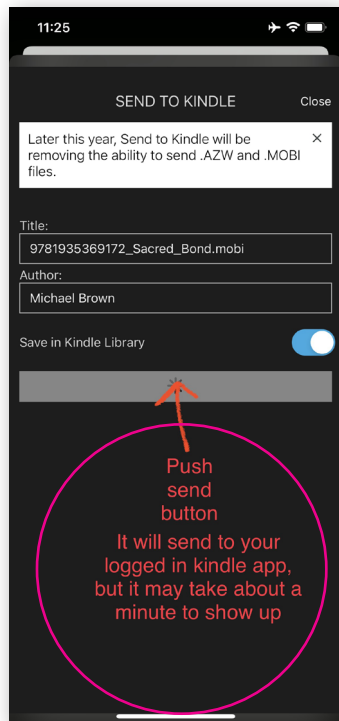 11:25
SEND TO KINDLE
Close
Later this year, Send to Kindle will be
removing the ability to send .AZW and .MOBI
files.
Title:
9781935369172_Sacred_Bond.mobi
Author:
Michael Brown
Save in Kindle Library
Push
send
button
It will send to your
logged in kindle app,
but it may take about a
minute to show up